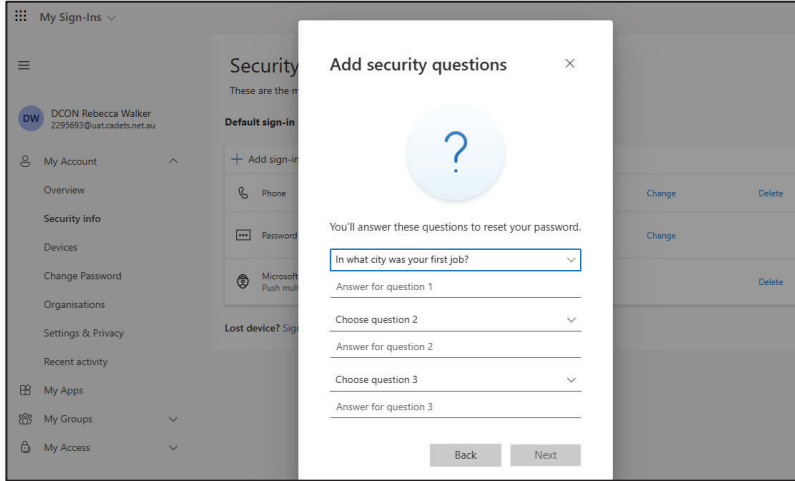 My Sign-Ins
DW
DCON Rebecca Walker
2295693@uat.cadets.net.au
My Account
Overview
Security info
Devices
Change Password
Organisations
Settings & Privacy
Recent activity
My Apps
My Groups
My Access
Security
These are the
Default sign-in
Add sign-in
Phone
Change
Delete
Password
Change
Microsoft
Push
Delete
Lost device?
Add security questions
?
You'll answer these questions to reset your password.
In what city was your first job?
Answer for question 1
Choose question 2
Answer for question 2
Choose question 3
Answer for question 3
Back
Next